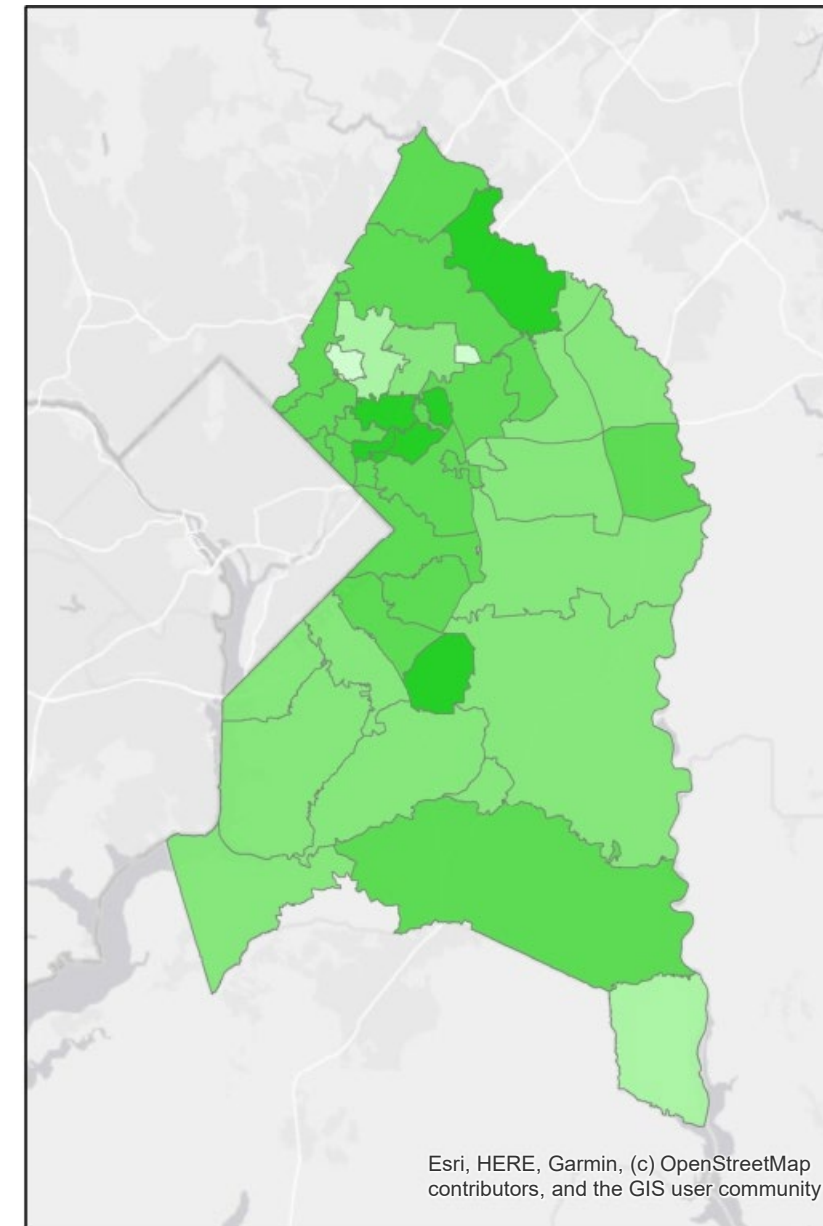 Esri, HERE, Garmin, (c) OpenStreetMap
contributors, and the GIS user community